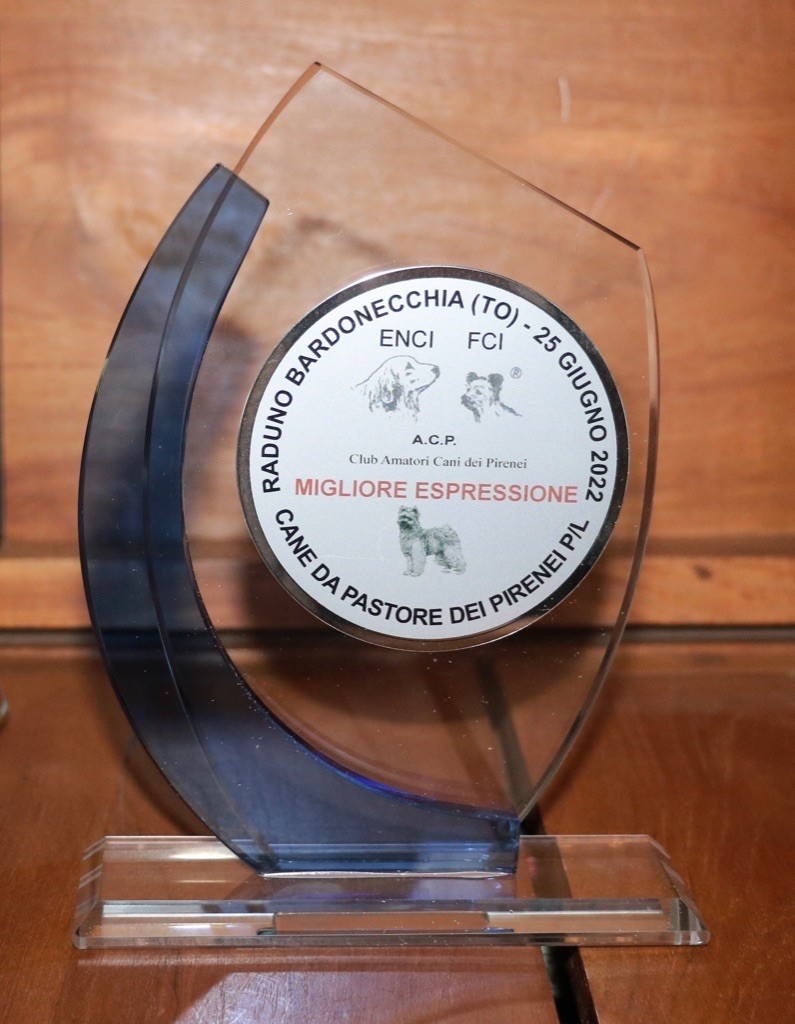 RADUNO BARDONECCHIA (TO) - 25 GIUGNO 2022
ENCI FCI
®
A.C.P.
Club Amatori Cani dei Pirenei
MIGLIORE ESPRESSIONE
CANE DA PASTORE DEI PIRENEI P/L